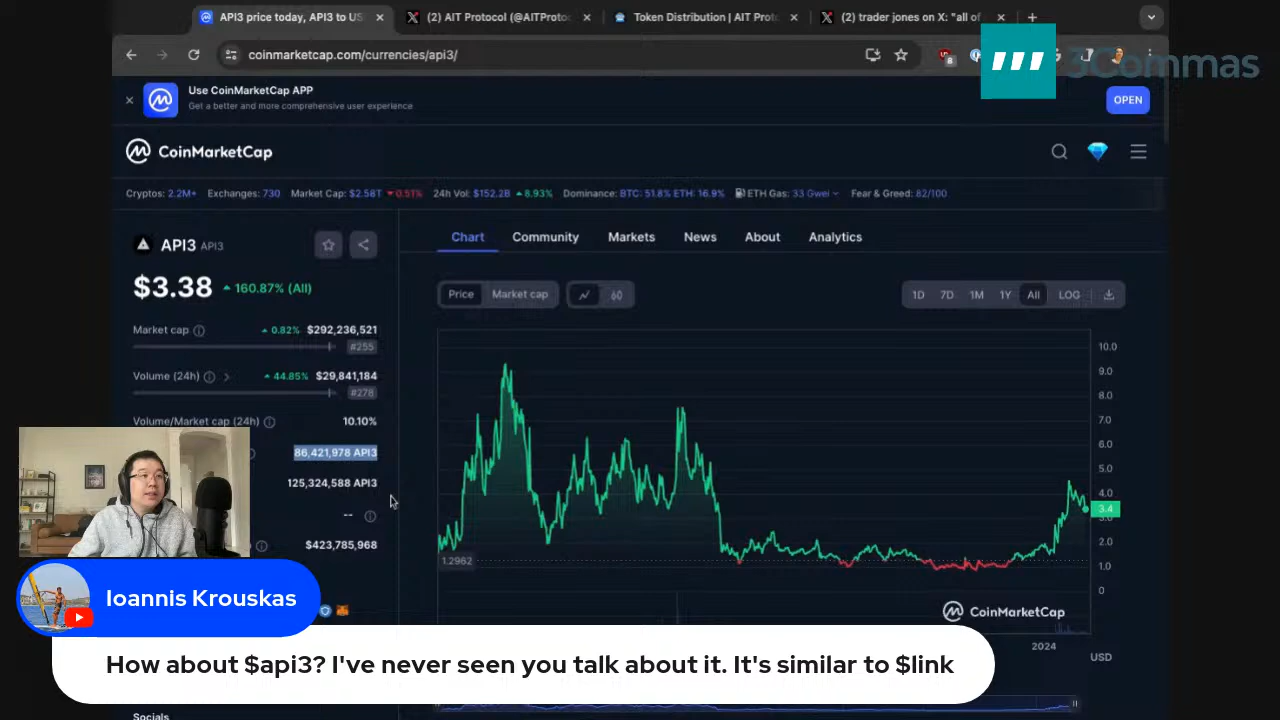 API3 price today, API3 to US
(2) AIT Protocol (@AITProto
Token Distribution | AIT Prot
(2) trader jones on X: "all of
coinmarketcap.com/currencies/api3/
8
3Commas
Use CoinMarketCap APP
Get a better and more comprehensive user experience
OPEN
CoinMarketCap
Cryptos: 2.2M+ Exchanges: 730 Market Cap: $2.58T 0.51% 24h Vol: $152.2B 8.93% Dominance: BTC: 51.8% ETH: 16.9% ETH Gas: 33 Gwei Fear & Greed: 82/100
API3 API3
$3.38 160.87% (All)
Market cap 0.82% $292,236,521
#255
Volume (24h) 44.85% $29,841,184
#278
Volume/Market cap (24h) 10.10%
86,421,978 API3
125,324,588 API3
--
$423,785,968
Socials
Chart Community Markets News About Analytics
Price Market cap
1D 7D 1M 1Y All LOG
10.0
9.0
8.0
7.0
6.0
5.0
4.0
3.4
3.0
2.0
1.0
0
1.2962
CoinMarketCap
2024
USD
Ioannis Krouskas
How about $api3? I've never seen you talk about it. It's similar to $link